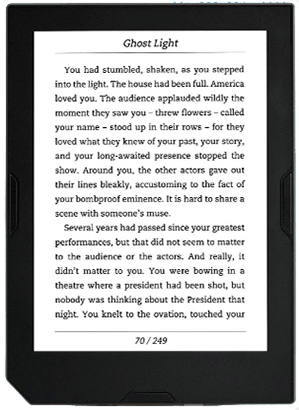 Ghost Light
You had stumbled, shaken, as you stepped
into the light. The house had been full. America
loved you. The audience applauded wildly the
moment they saw you – threw flowers – called
your name – stood up in their rows – for they
loved what they knew of your past, your story,
and your long-awaited presence stopped the
show. Around you, the other actors gave out
their lines bleakly, accustoming to the fact of
your bombproof eminence. It is hard to share a
scene with someone's muse.
Several years had passed since your greatest
performances, but that did not seem to matter
to the audience or the actors. And really, it
didn't matter to you. You were bowing in a
theatre where a president had been shot, but
nobody was thinking about the President that
night. You knelt to the ovation, touched your
70 / 249